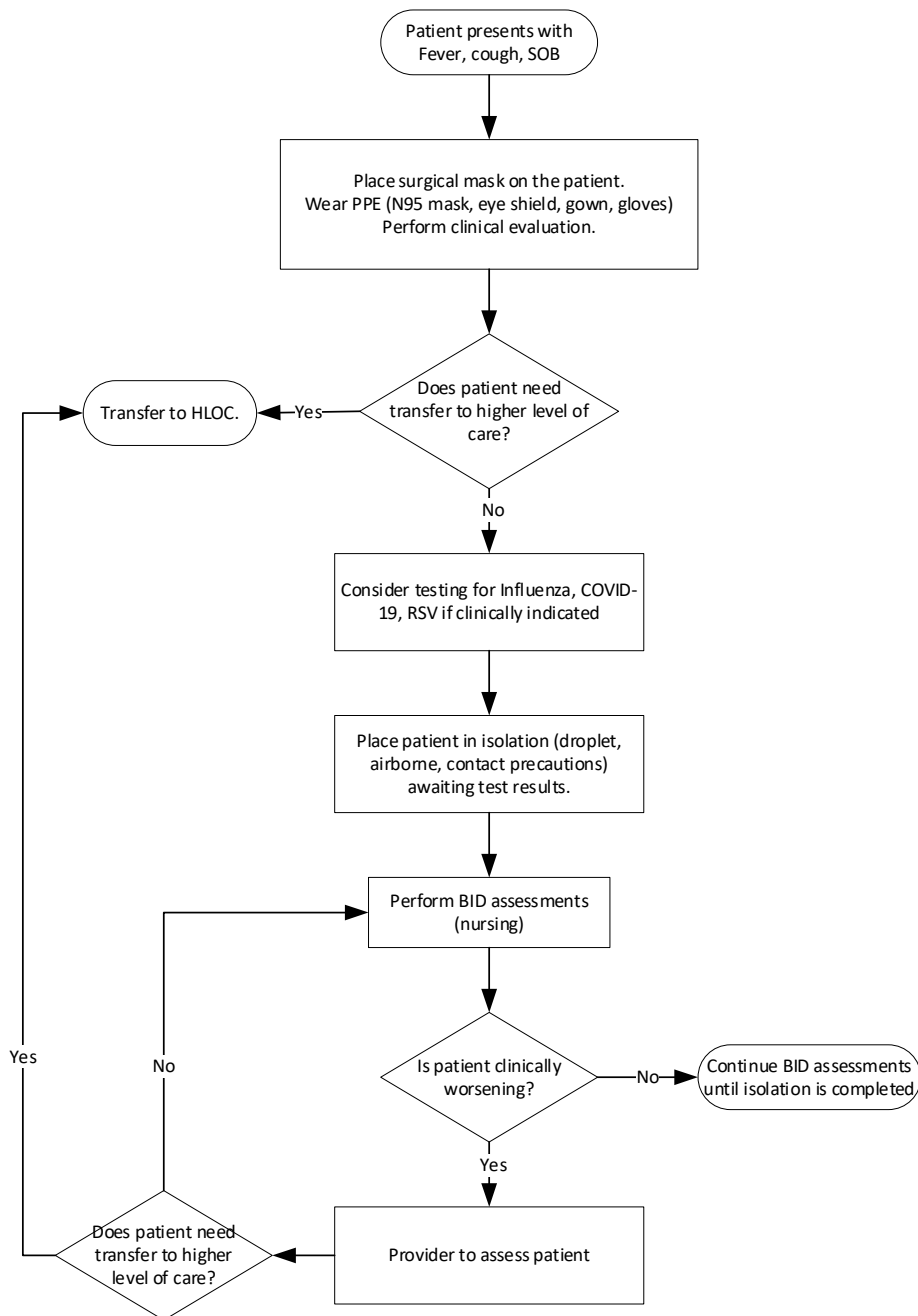 Patient presents with
Fever, cough, SOB
Place surgical mask on the patient.
Wear PPE (N95 mask, eye shield, gown, gloves)
Perform clinical evaluation.
Does patient need
transfer to higher level of
care?
Yes
Transfer to HLOC.
No
Consider testing for Influenza, COVID-
19, RSV if clinically indicated
Place patient in isolation (droplet,
airborne, contact precautions)
awaiting test results.
Perform BID assessments
(nursing)
Is patient clinically
worsening?
No
Continue BID assessments
until isolation is completed.
Yes
Provider to assess patient
Does patient need
transfer to higher
level of care?
No
Yes